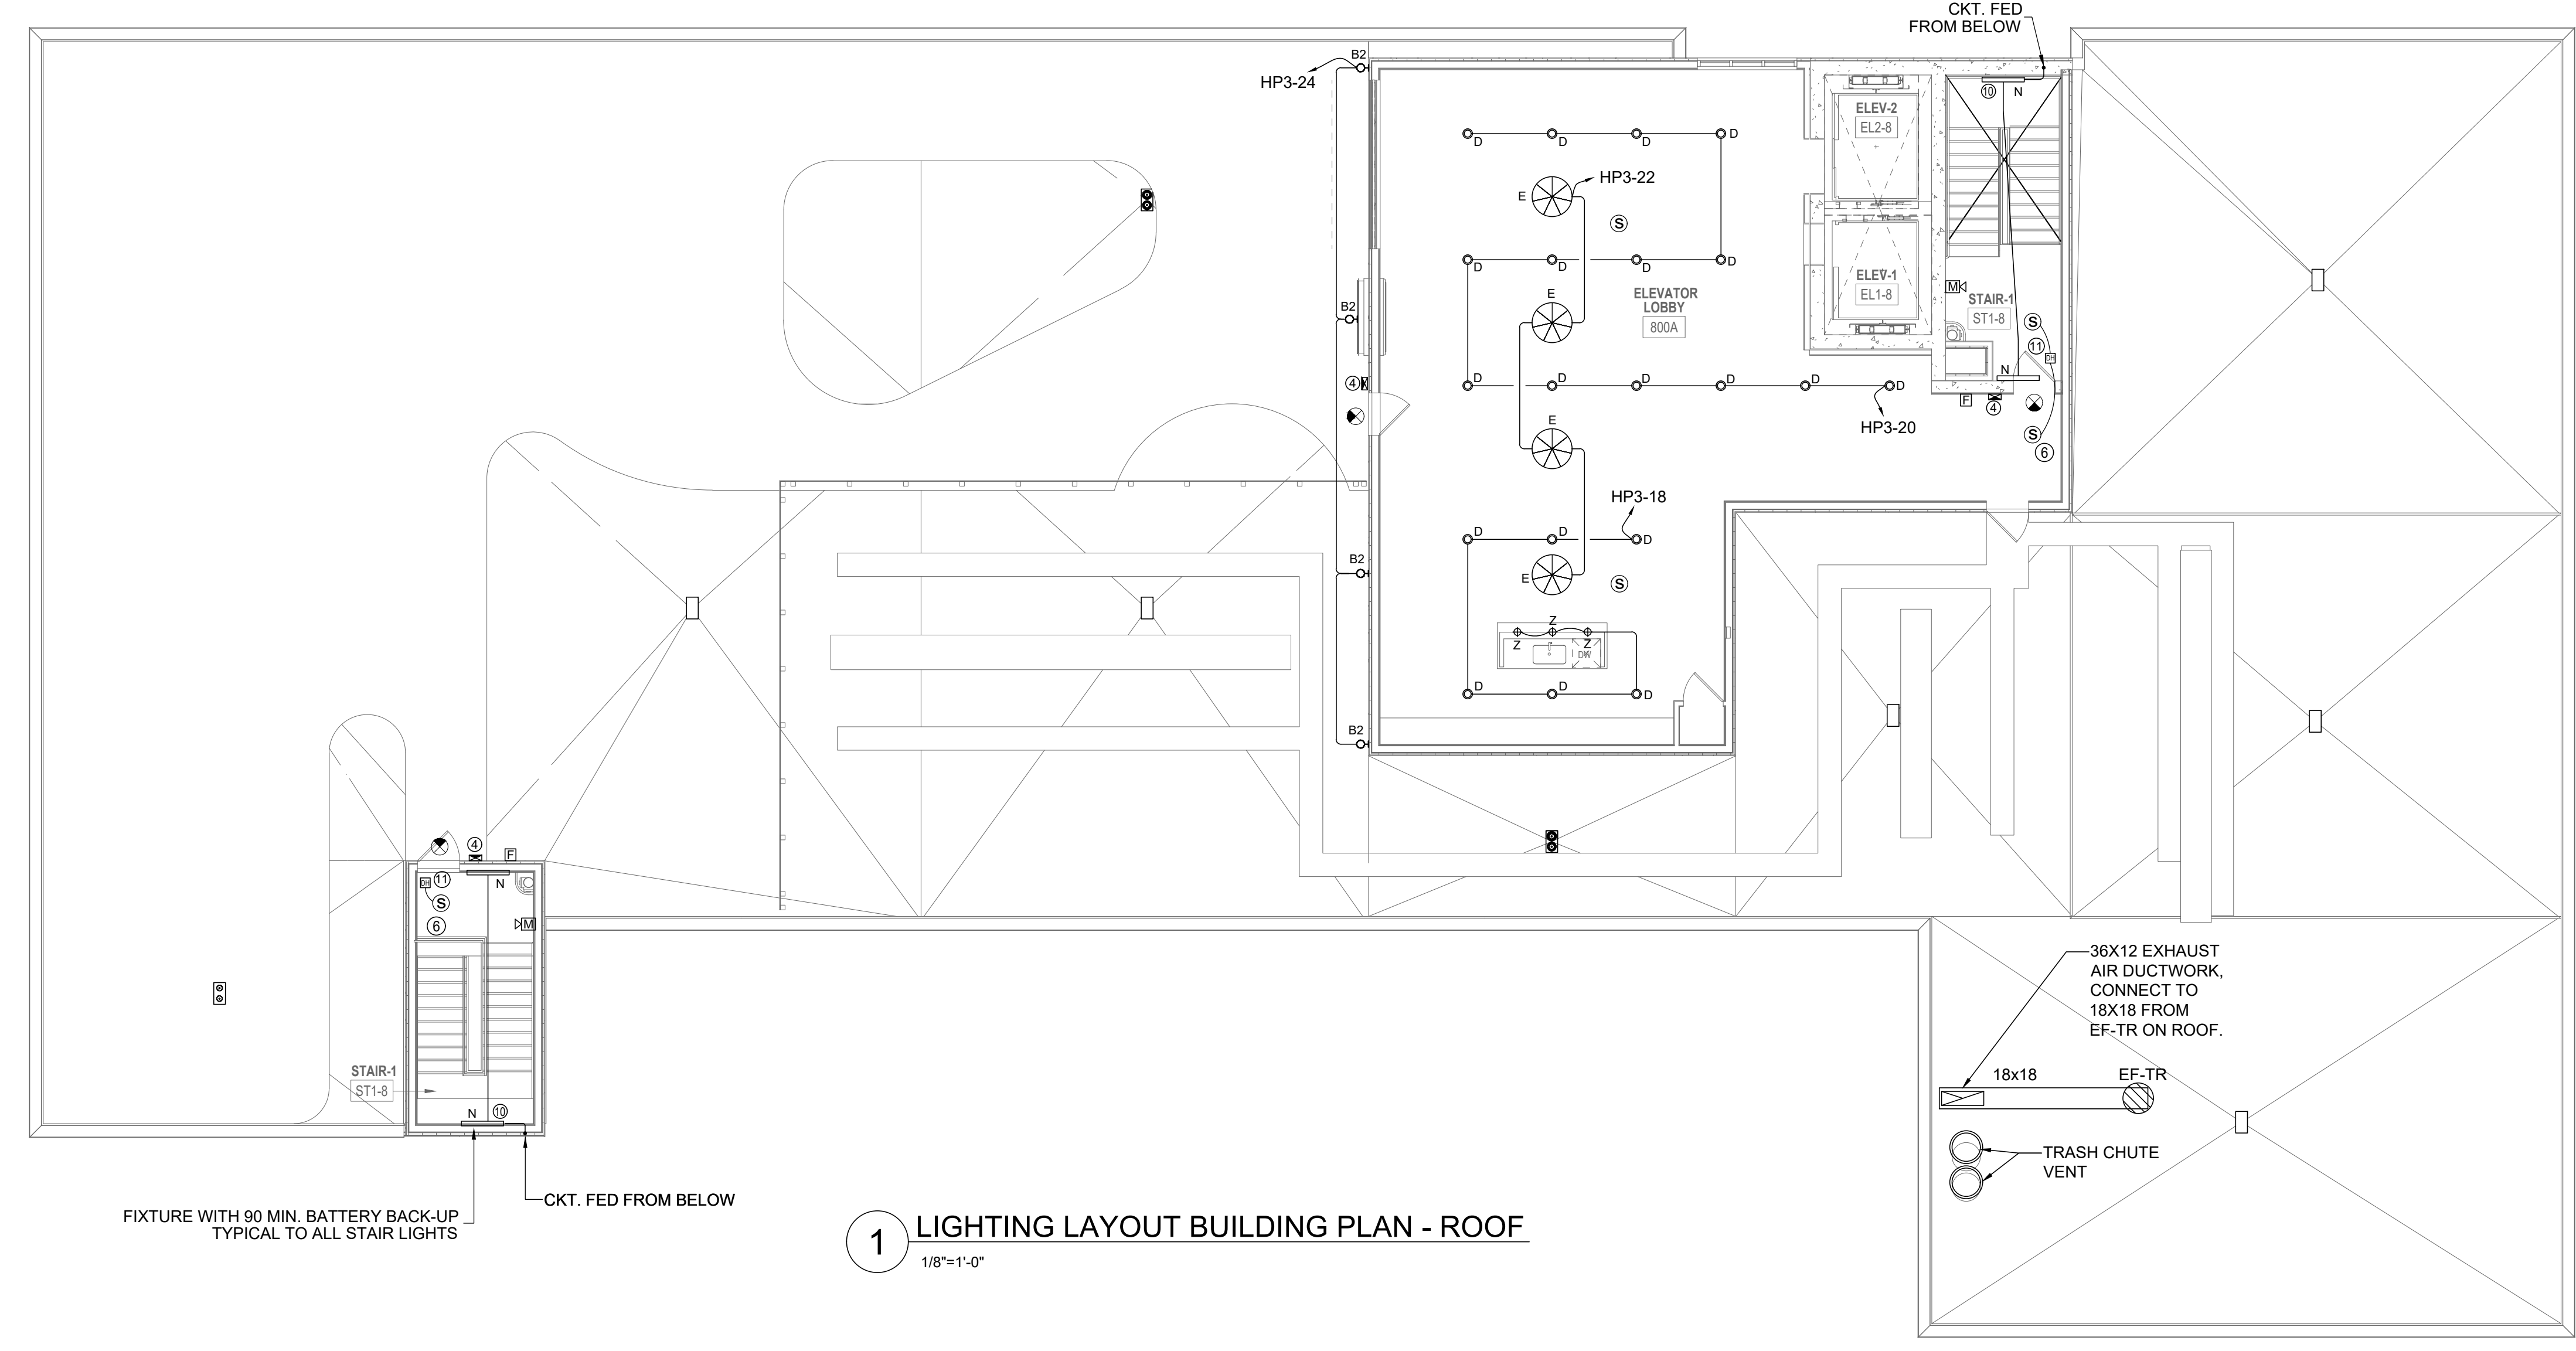 CKT. FED
FROM BELOW
B2
HP3-24
10
N
ELEV-2
EL2-8
D
D
D
D
HP3-22
E
S
D
D
D
D
ELEV-1
EL1-8
M
STAIR-1
ST1-8
E
ELEVATOR
LOBBY
800A
B2
S
11
DH
N
4
D
D
D
D
D
D
HP3-20
F
4
E
S
6
HP3-18
D
D
D
B2
E
S
Z
Z
Z
DW
D
D
D
B2
4
F
N
DH
11
S
6
M
36X12 EXHAUST
AIR DUCTWORK,
CONNECT TO
18X18 FROM
EF-TR ON ROOF.
STAIR-1
ST1-8
18x18
EF-TR
N
10
TRASH CHUTE
VENT
CKT. FED FROM BELOW
FIXTURE WITH 90 MIN. BATTERY BACK-UP
TYPICAL TO ALL STAIR LIGHTS
1
LIGHTING LAYOUT BUILDING PLAN - ROOF
1/8"=1'-0"